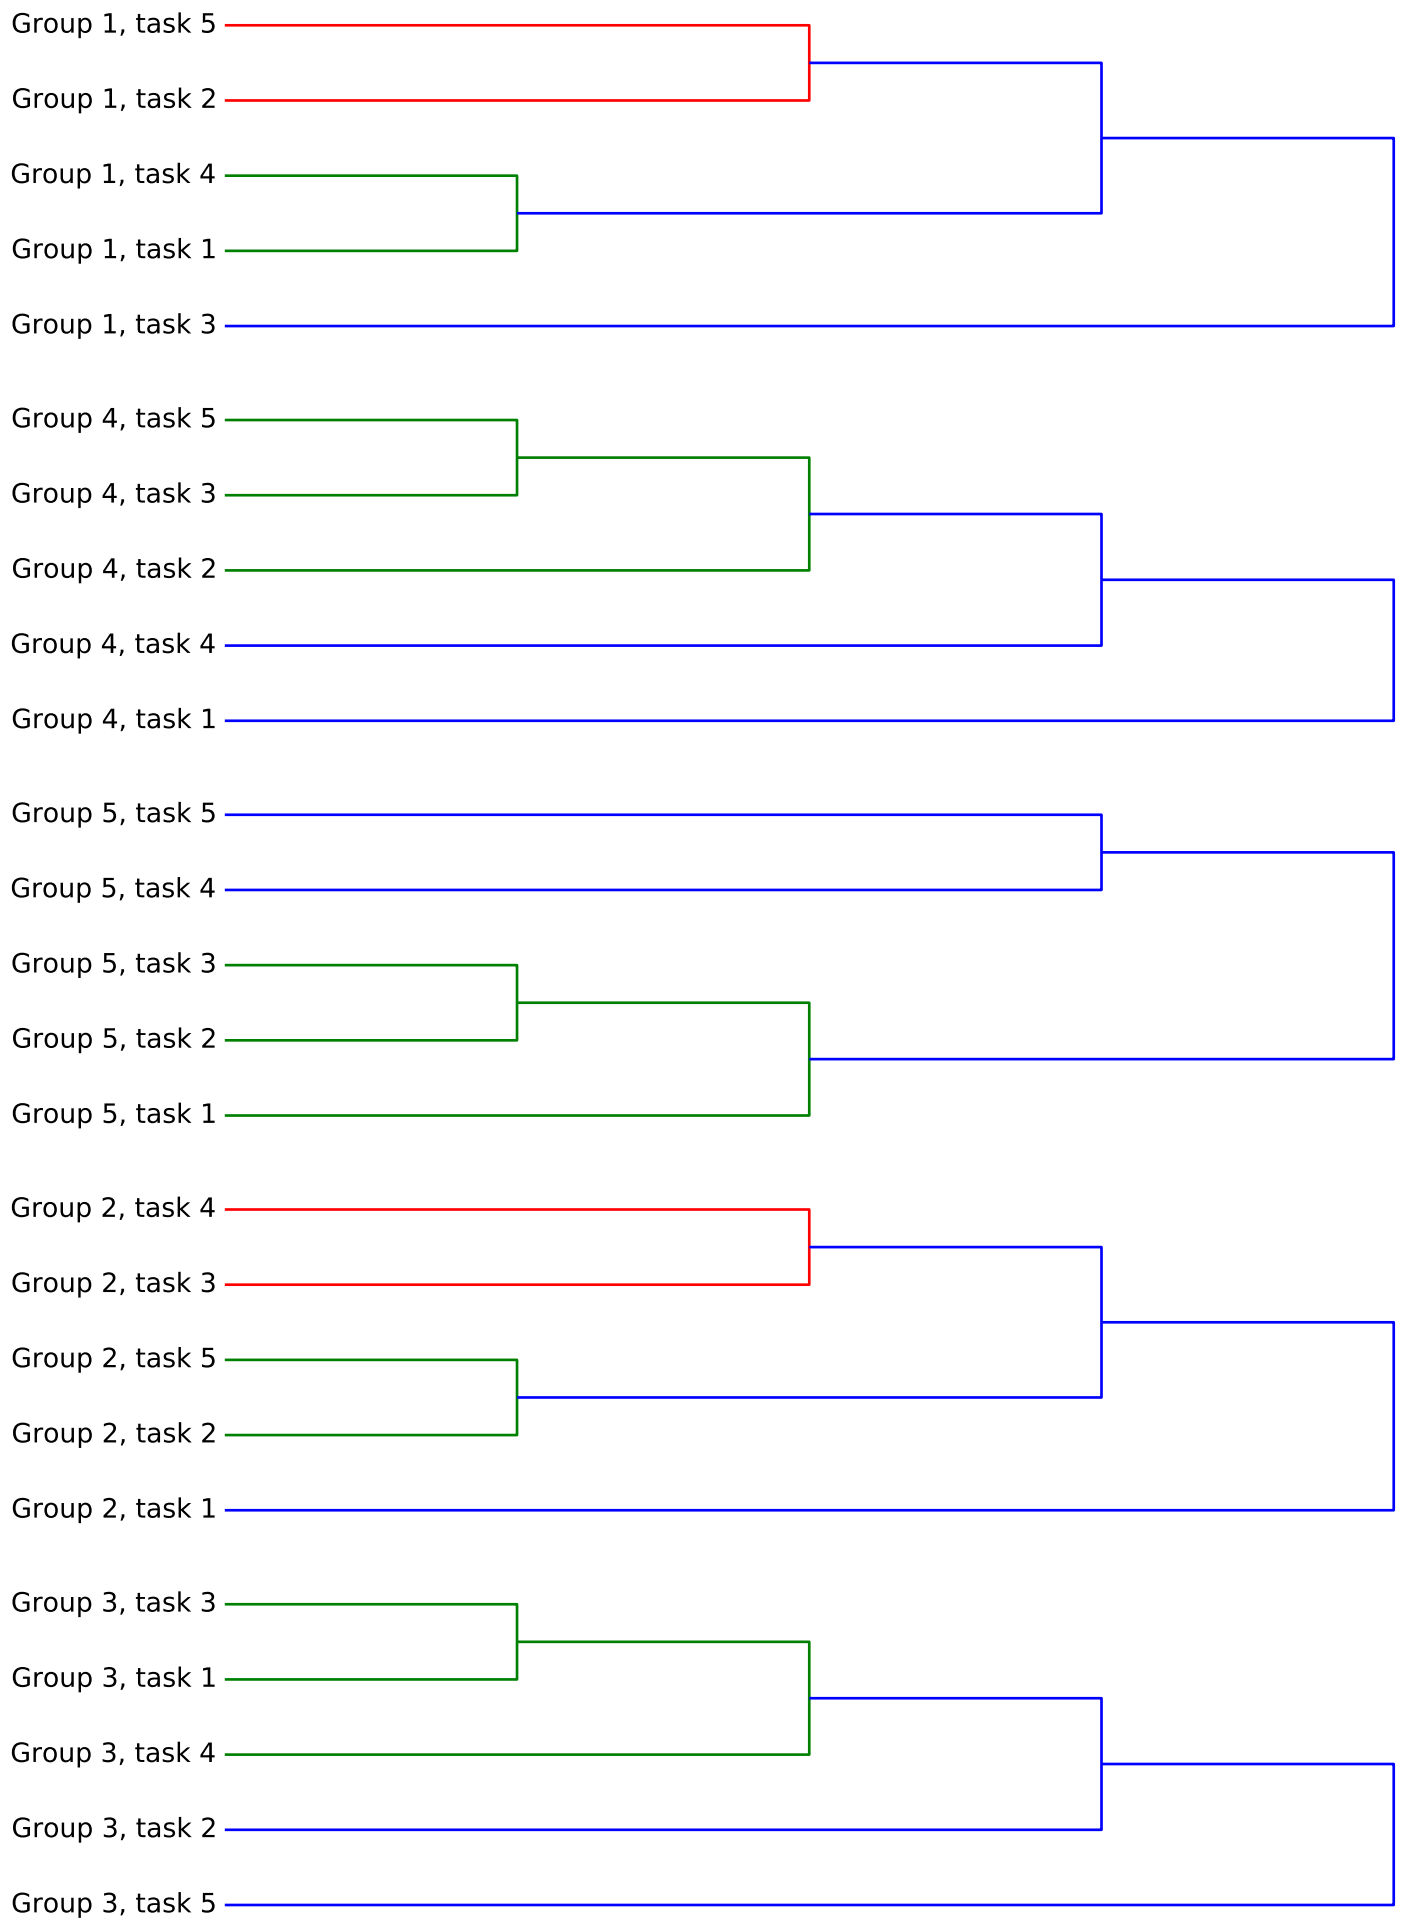 Group 1, task 5
Group 1, task 2
Group 1, task 4
Group 1, task 1
Group 1, task 3
Group 4, task 5
Group 4, task 3
Group 4, task 2
Group 4, task 4
Group 4, task 1
Group 5, task 5
Group 5, task 4
Group 5, task 3
Group 5, task 2
Group 5, task 1
Group 2, task 4
Group 2, task 3
Group 2, task 5
Group 2, task 2
Group 2, task 1
Group 3, task 3
Group 3, task 1
Group 3, task 4
Group 3, task 2
Group 3, task 5